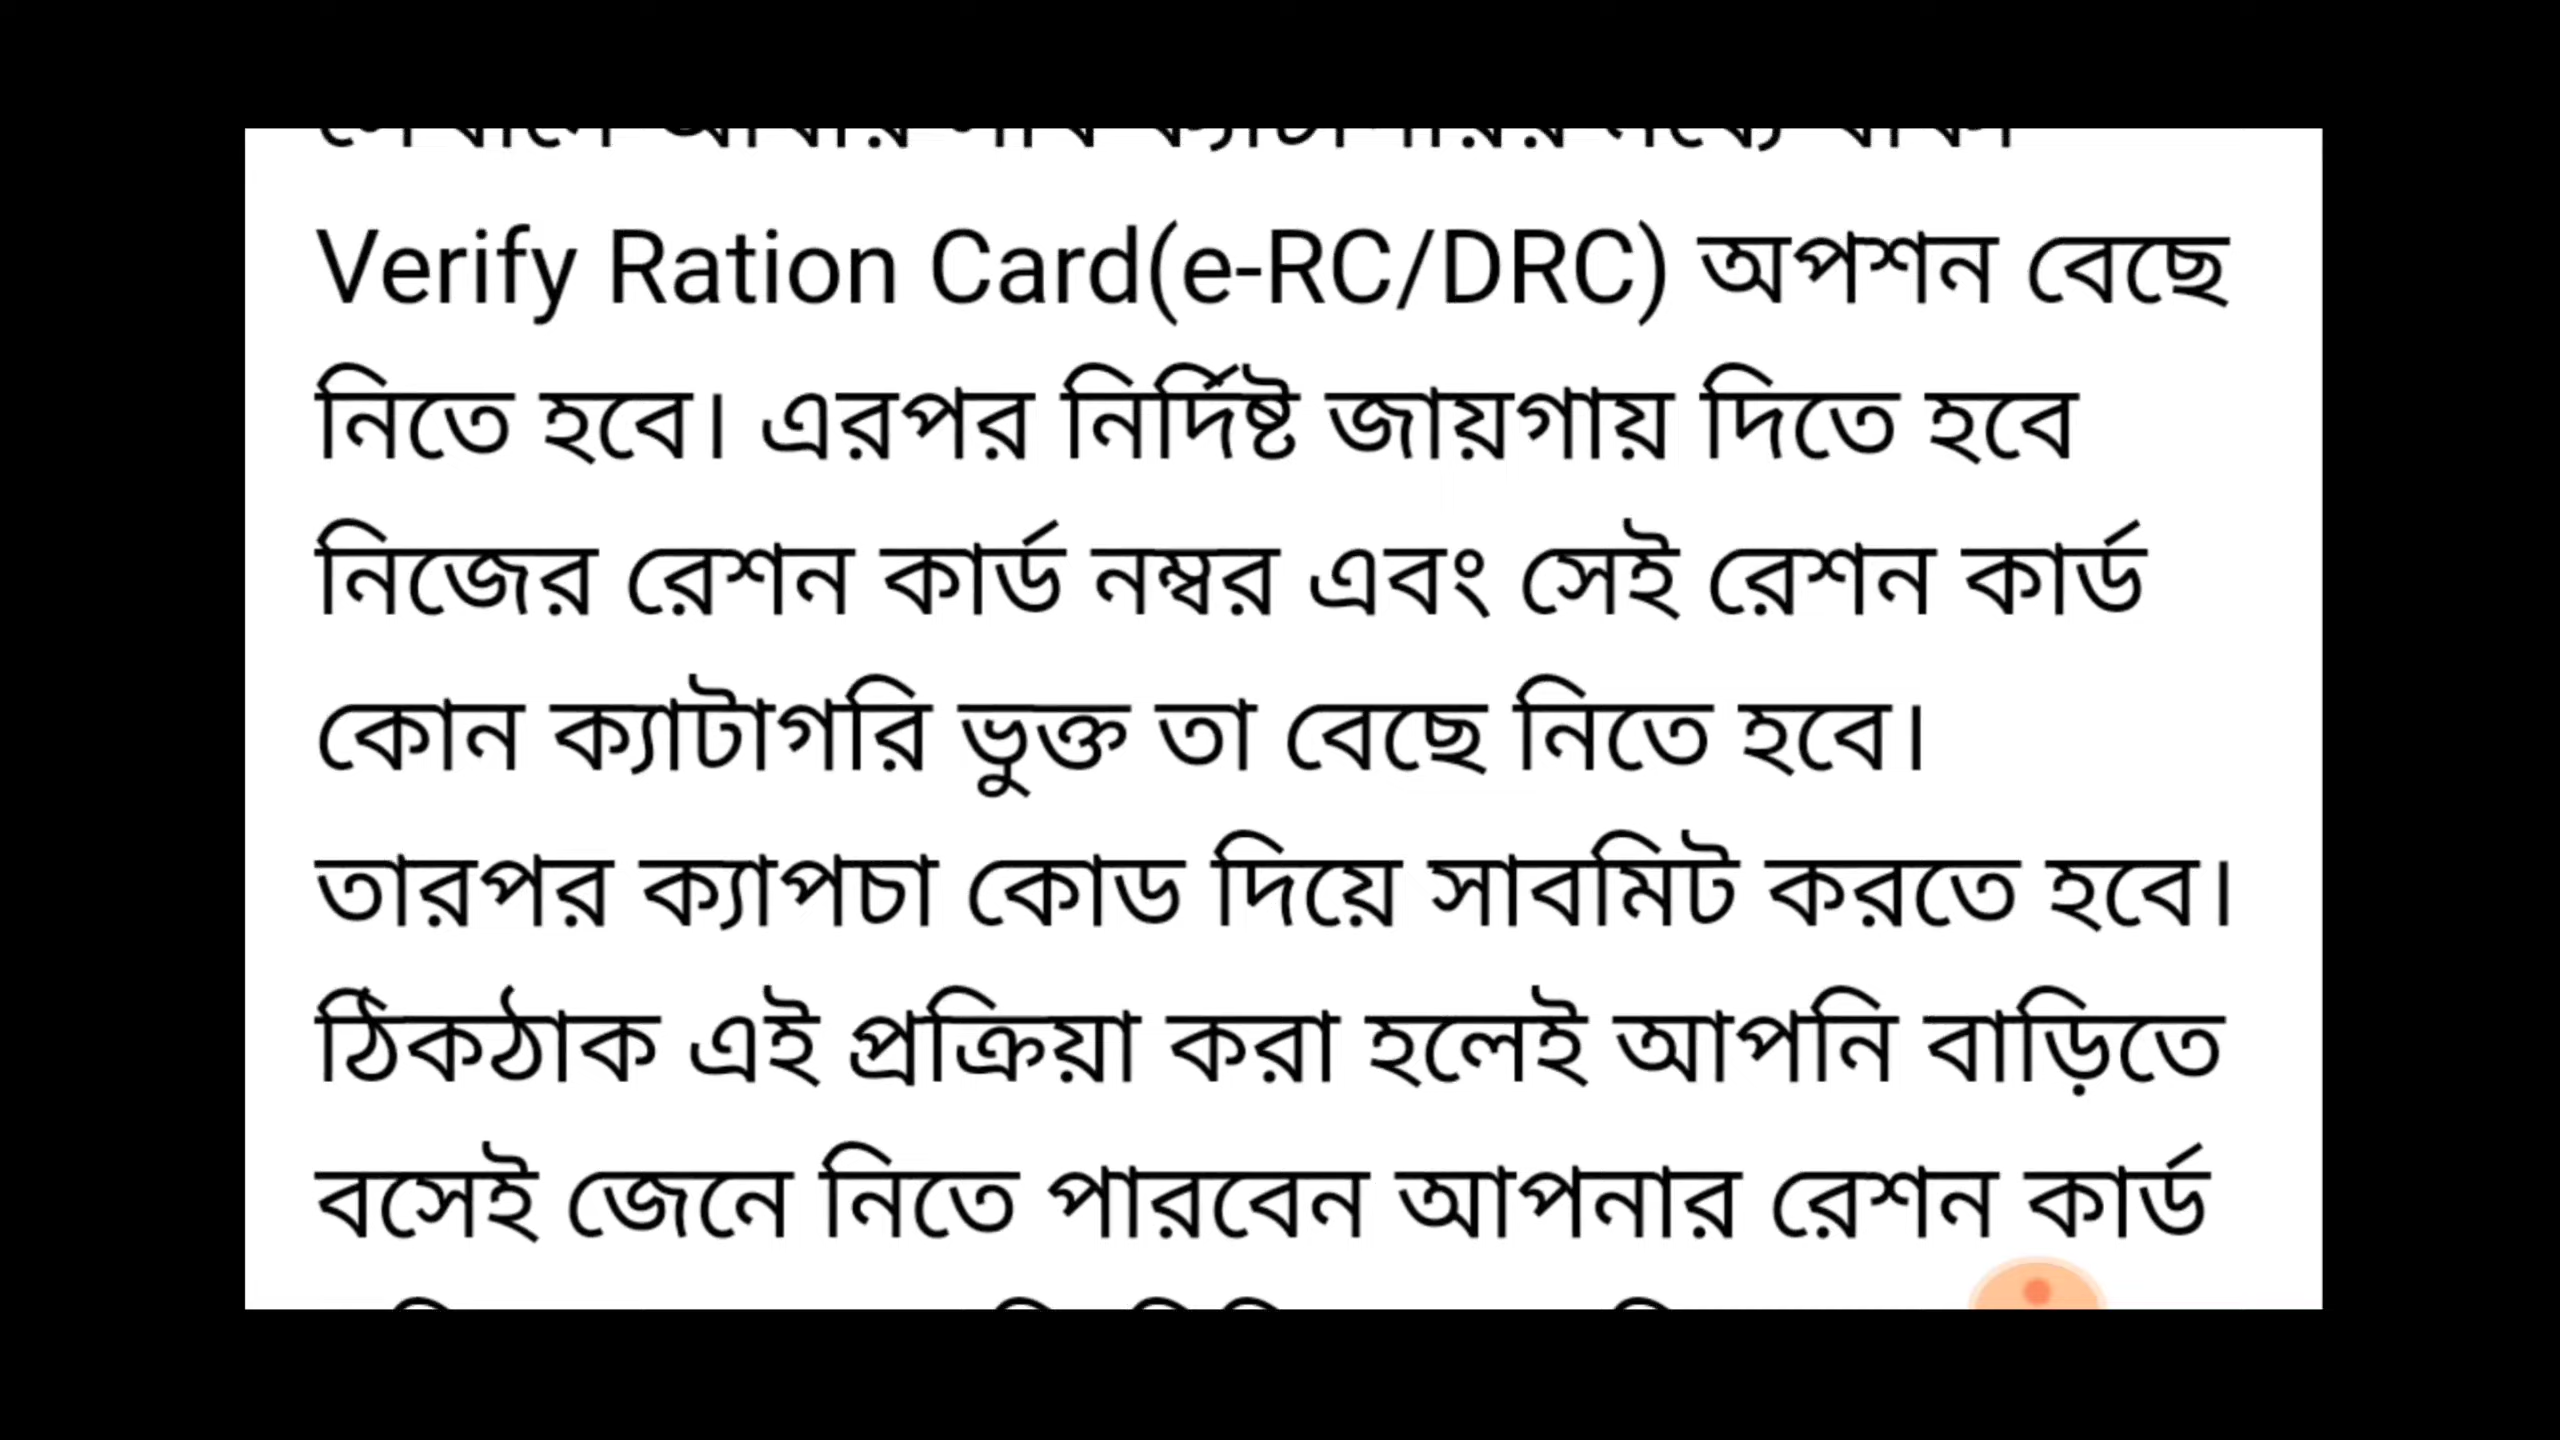 Verify Ration Card(e-RC/DRC) অপশন বেছে
নিতে হবে। এরপর নির্দিষ্ট জায়গায় দিতে হবে
নিজের রেশন কার্ড নম্বর এবং সেই রেশন কার্ড
কোন ক্যাটাগরি ভুক্ত তা বেছে নিতে হবে।
তারপর ক্যাপচা কোড দিয়ে সাবমিট করতে হবে।
ঠিকঠাক এই প্রক্রিয়া করা হলেই আপনি বাড়িতে
বসেই জেনে নিতে পারবেন আপনার রেশন কার্ড